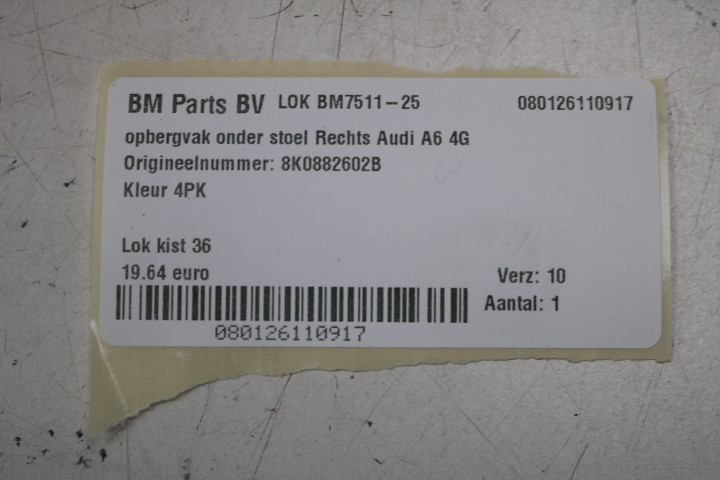 BM Parts BV LOK BM7511-25 080126110917
opbergvak onder stoel Rechts Audi A6 4G
Origineelnummer: 8K0882602B
Kleur 4PK
Lok kist 36
19.64 euro Verz: 10
Aantal: 1
080126110917